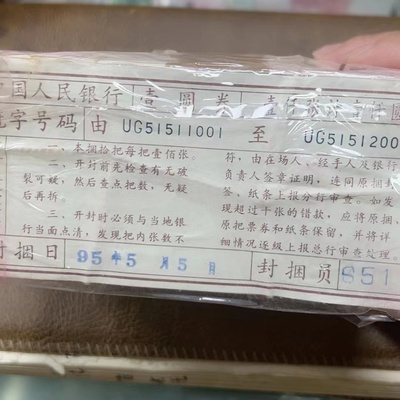 国人民银行 壹圆券 壹
字号码 由 UG51511001 至 UG5151200
一、本捆拾把每把壹佰张。
二、开封前先检查有无破
裂可疑，然后查点把数，无疑
后再拆。
三、开封时必须与当地银
行当面点清，发现把内张数不
符，由在场人、经手人及银行
负责人签章证明，连同原捆封
签，纸条上报分行审查。如发
现超过十张的借款，应将原捆
原把票券和纸条保留，并将详
细情况逐级上报总行审查处理。
封捆日 95年5月5日 封捆员 S51